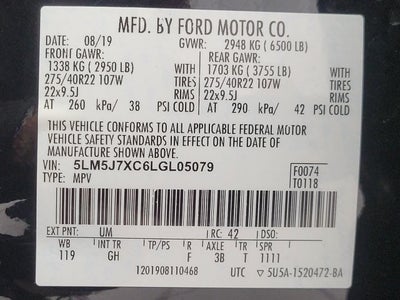 MFD. BY FORD MOTOR CO.
DATE: 08/19 GVWR: 2948 KG ( 6500 LB)
FRONT GAWR: REAR GAWR:
1338 KG ( 2950 LB) WITH 1703 KG ( 3755 LB) WITH
275/40R22 107W TIRES 275/40R22 107W TIRES
22x9.5J RIMS 22x9.5J RIMS
AT 260 kPa/ 38 PSI COLD AT 290 kPa/ 42 PSI COLD
THIS VEHICLE CONFORMS TO ALL APPLICABLE FEDERAL MOTOR
VEHICLE SAFETY STANDARDS IN EFFECT ON THE DATE OF
MANUFACTURE SHOWN ABOVE.
VIN: 5LM5J7XC6LGL05079 F0074
TYPE: MPV T0118
EXT PNT: UM RC: 42 DSO:
WB INT TR TP/PS R AXLE TR SPR
119 GH F 3B T 1111
1201908110468 UTC 5U5A-1520472-BA